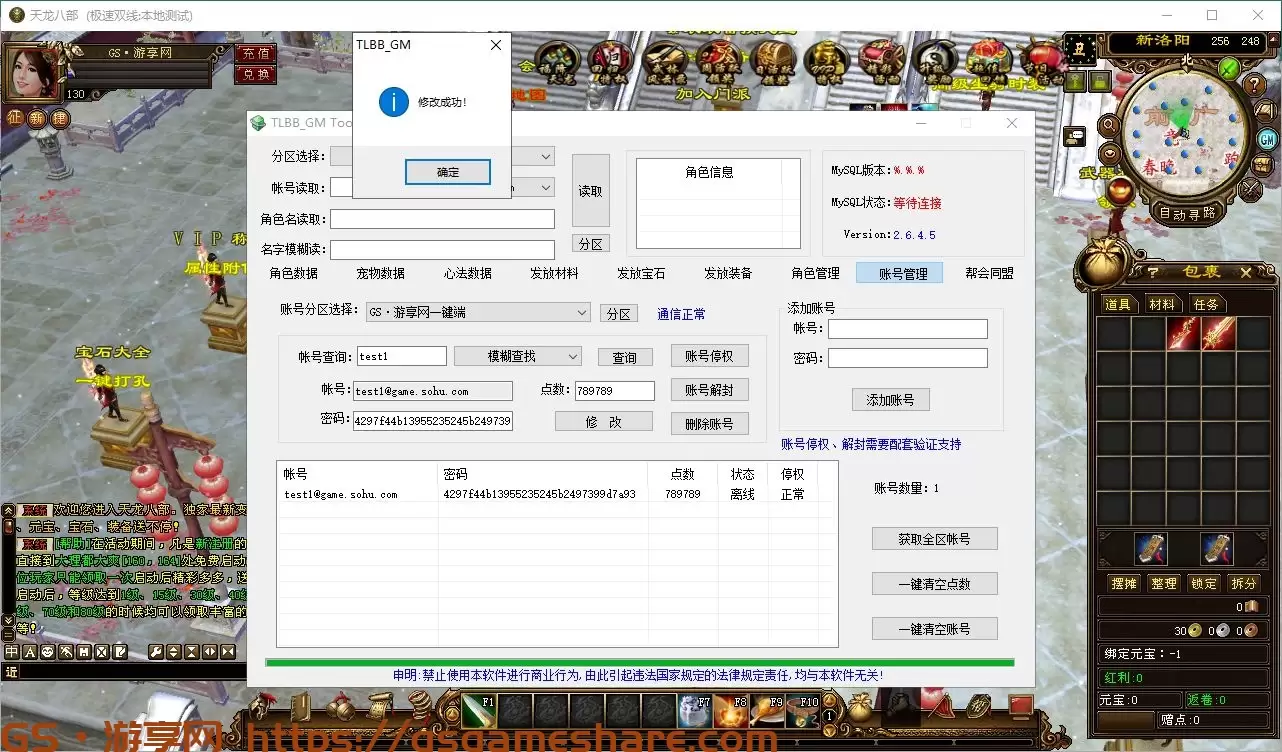 天龙八部 (极速双线:本地测试)
GS·游享网
130
充值
兑换
征 新 捷
加入门派
新洛阳 256 248
北
GM
自动寻路
VIP
宝石大全
一键打孔
TLBB_GM
修改成功!
确定
TLBB_GM Too
分区选择:
帐号读取:
角色名读取:
名字模糊读:
读取
分区
角色信息
MySQL版本:%.%.%
MySQL状态:等待连接
Version:2.6.4.5
角色数据 宠物数据 心法数据 发放材料 发放宝石 发放装备 角色管理 账号管理 帮会同盟
账号分区选择: GS·游享网一键端 分区 通信正常
帐号查询: test1 模糊查找 查询 账号停权
帐号: test1@game.sohu.com 点数: 789789 账号解封
密码: 4297f44b13955235245b249739 修 改 删除账号
添加账号
帐号:
密码:
添加账号
账号停权、解封需要配套验证支持
帐号 密码 点数 状态 停权
test1@game.sohu.com 4297f44b13955235245b2497399d7a93 789789 离线 正常
账号数量: 1
获取全区帐号
一键清空点数
一键清空账号
申明:禁止使用本软件进行商业行为,由此引起违法国家规定的法律规定责任,均与本软件无关!
系统 欢迎您进入天龙八部。独家最新变
、元宝、宝石、装备送不停!
系统 [帮助]在活动期间,凡是新注册的
直接到大理都大爽[160,164]处免费启动
位玩家只能领取一次启动后精彩多多,送
启动后,等级达到1级、15级、30级、40级
级、70级和80级的时候均可以领取丰富的
等!
近
包裹
道具 材料 任务
摆摊 整理 锁定 拆分
0
30 0 0
绑定元宝:-1
红利:0
元宝:0 返卷:0
赠点:0
F1 F7 F8 F9 F10
1
GS·游享网 https://gsgameshare.com